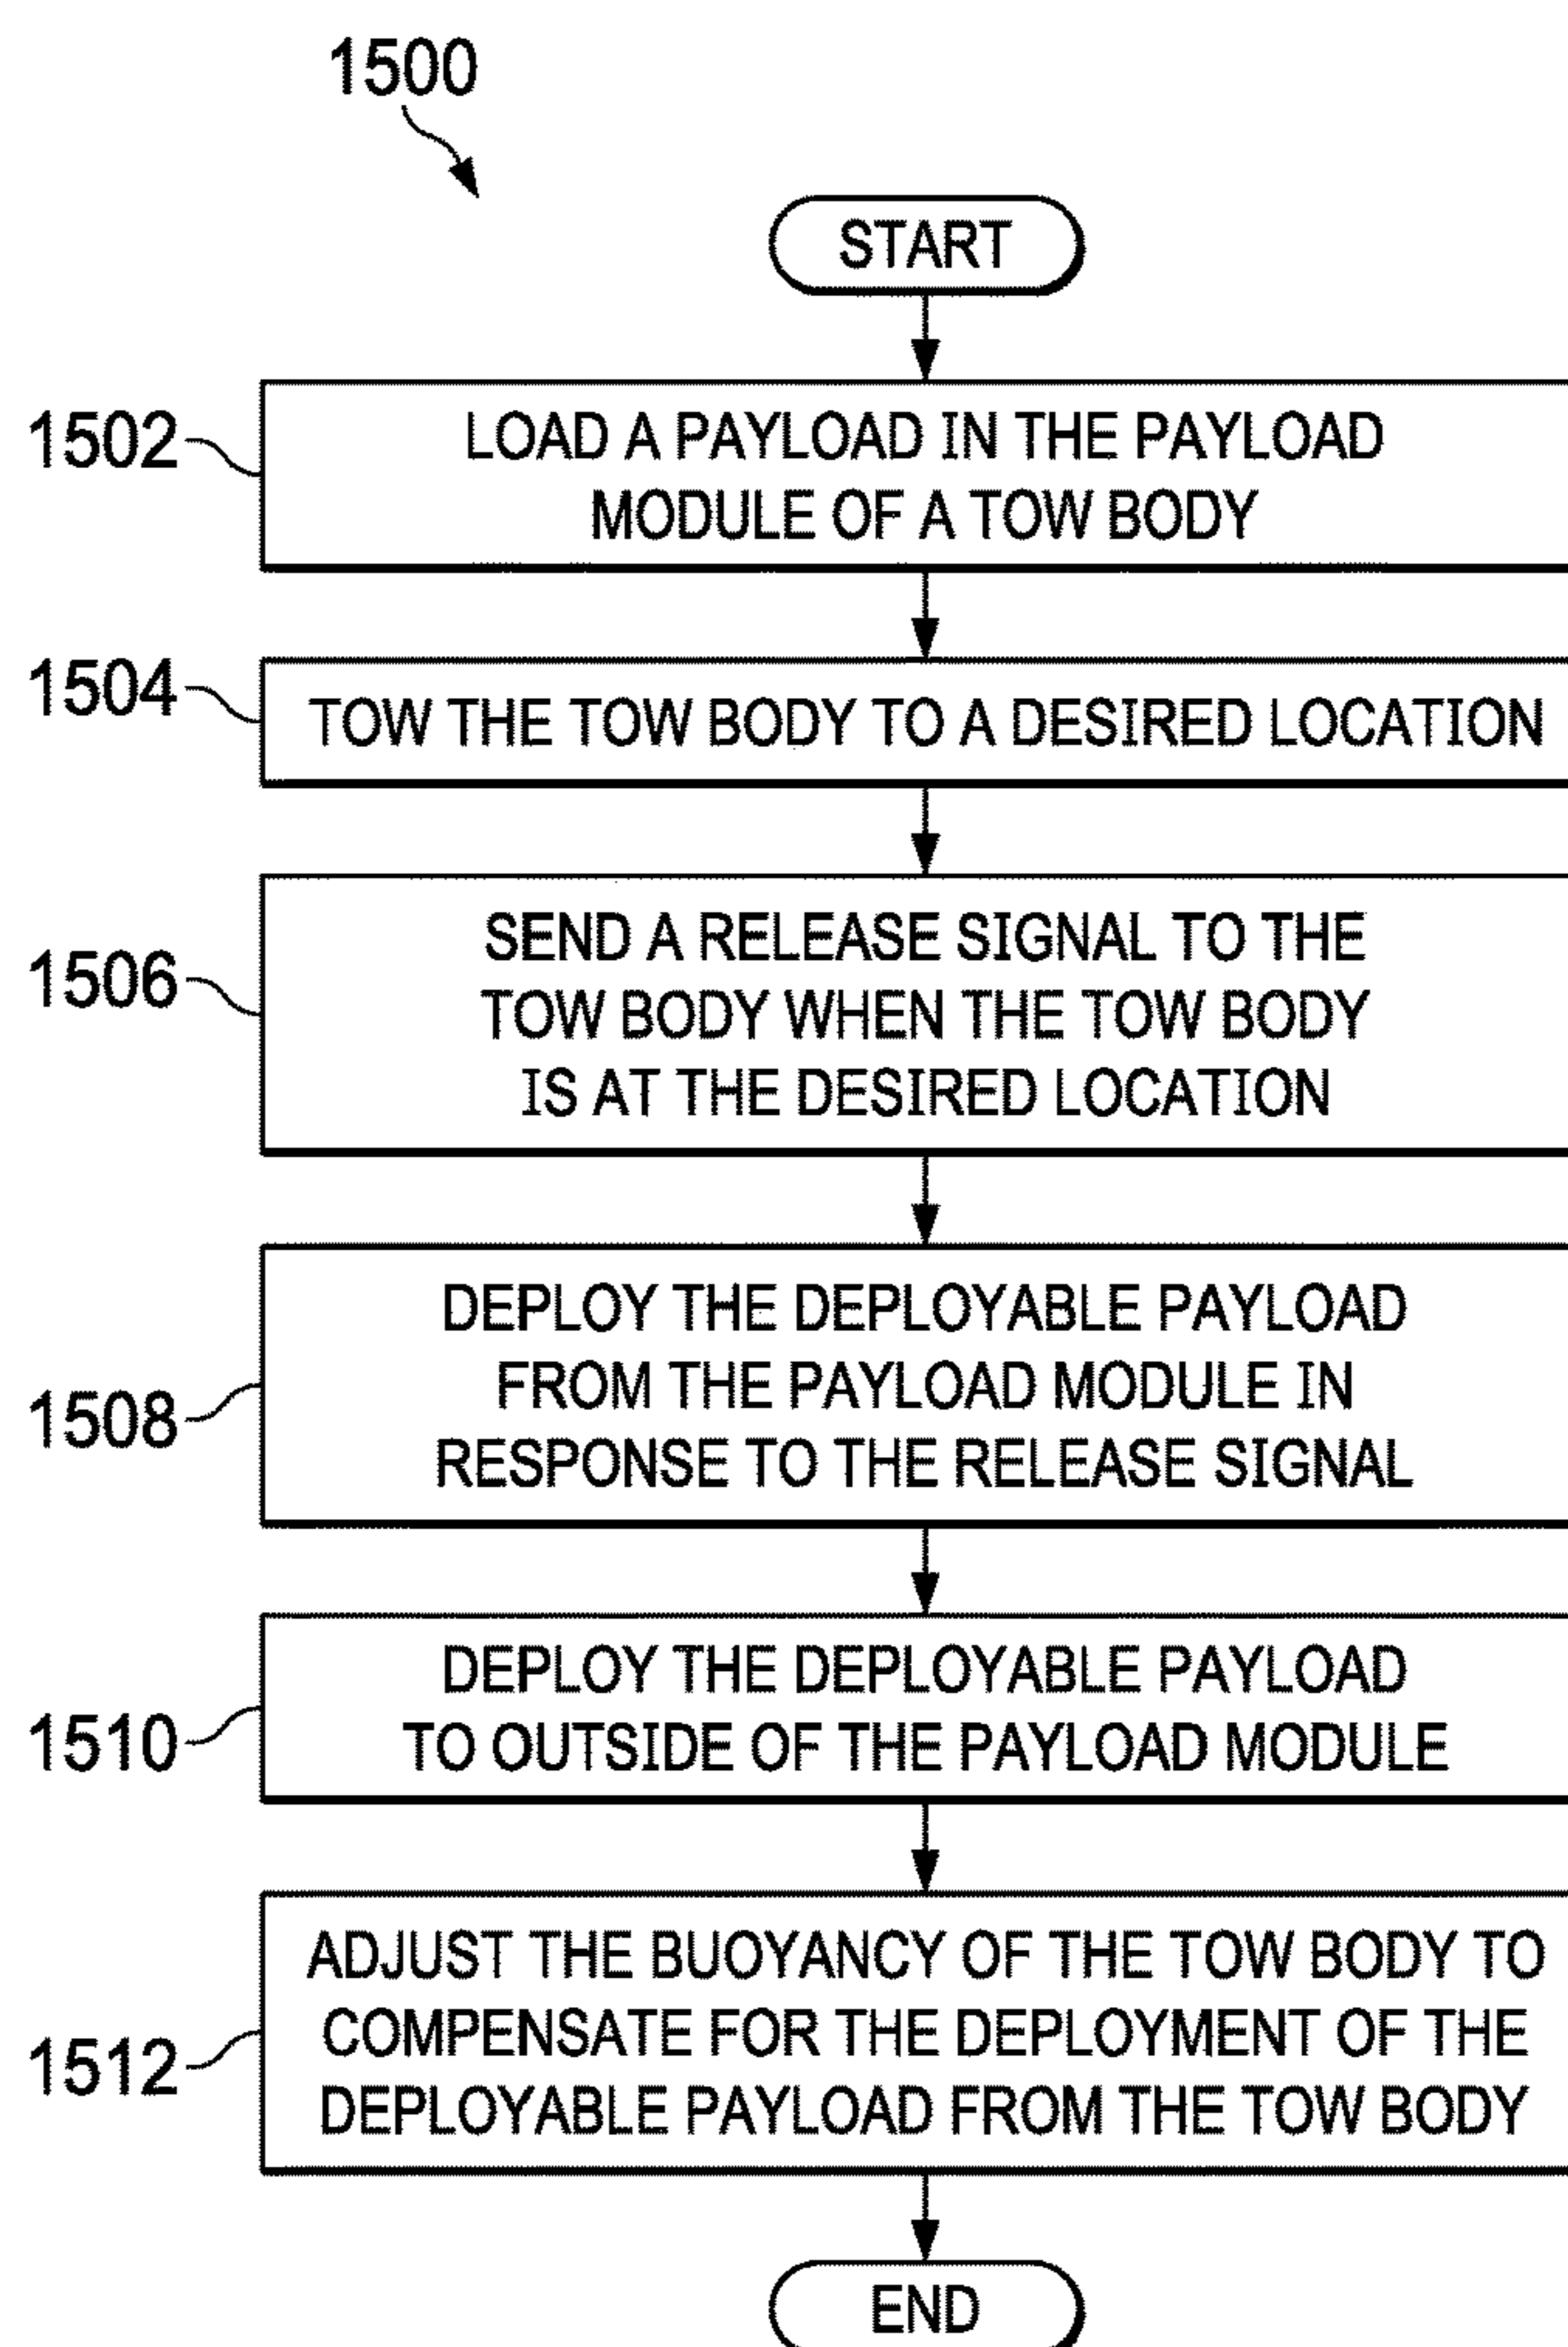 1500
START
1502
LOAD A PAYLOAD IN THE PAYLOAD
MODULE OF A TOW BODY
1504
TOW THE TOW BODY TO A DESIRED LOCATION
1506
SEND A RELEASE SIGNAL TO THE
TOW BODY WHEN THE TOW BODY
IS AT THE DESIRED LOCATION
1508
DEPLOY THE DEPLOYABLE PAYLOAD
FROM THE PAYLOAD MODULE IN
RESPONSE TO THE RELEASE SIGNAL
1510
DEPLOY THE DEPLOYABLE PAYLOAD
TO OUTSIDE OF THE PAYLOAD MODULE
1512
ADJUST THE BUOYANCY OF THE TOW BODY TO
COMPENSATE FOR THE DEPLOYMENT OF THE
DEPLOYABLE PAYLOAD FROM THE TOW BODY
END